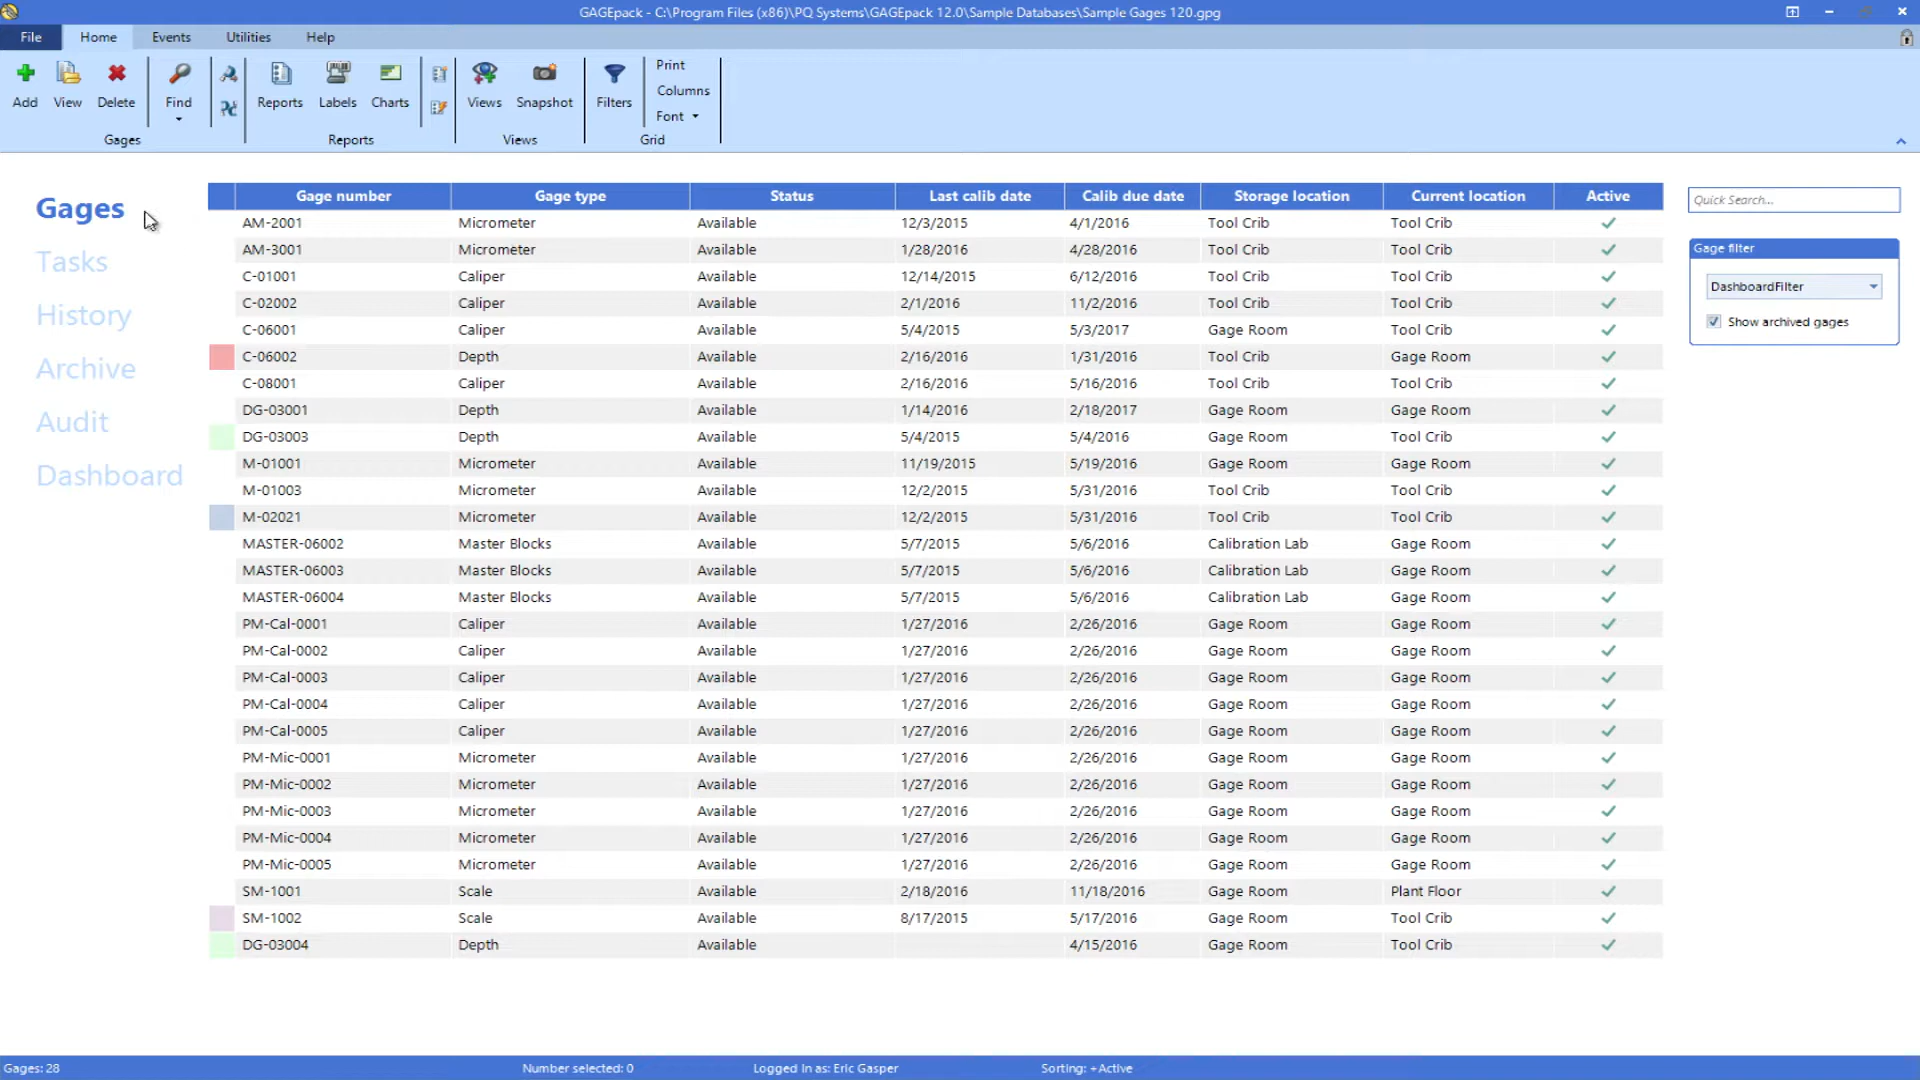 GAGEpack - C:\Program Files (x86)\PQ Systems\GAGEpack 12.0\Sample Databases\Sample Gages 120.gpg
File Home Events Utilities Help
Add View Delete Find Reports Labels Charts Views Snapshot Filters Print
Columns
Font
Gages Reports Views Grid
Gages
Tasks
History
Archive
Audit
Dashboard
Gage number Gage type Status Last calib date Calib due date Storage location Current location Active
AM-2001 Micrometer Available 12/3/2015 4/1/2016 Tool Crib Tool Crib
AM-3001 Micrometer Available 1/28/2016 4/28/2016 Tool Crib Tool Crib
C-01001 Caliper Available 12/14/2015 6/12/2016 Tool Crib Tool Crib
C-02002 Caliper Available 2/1/2016 11/2/2016 Tool Crib Tool Crib
C-06001 Caliper Available 5/4/2015 5/3/2017 Gage Room Tool Crib
C-06002 Depth Available 2/16/2016 1/31/2016 Tool Crib Gage Room
C-08001 Caliper Available 2/16/2016 5/16/2016 Tool Crib Tool Crib
DG-03001 Depth Available 1/14/2016 2/18/2017 Gage Room Gage Room
DG-03003 Depth Available 5/4/2015 5/4/2016 Gage Room Tool Crib
M-01001 Micrometer Available 11/19/2015 5/19/2016 Gage Room Gage Room
M-01003 Micrometer Available 12/2/2015 5/31/2016 Tool Crib Tool Crib
M-02021 Micrometer Available 12/2/2015 5/31/2016 Tool Crib Tool Crib
MASTER-06002 Master Blocks Available 5/7/2015 5/6/2016 Calibration Lab Gage Room
MASTER-06003 Master Blocks Available 5/7/2015 5/6/2016 Calibration Lab Gage Room
MASTER-06004 Master Blocks Available 5/7/2015 5/6/2016 Calibration Lab Gage Room
PM-Cal-0001 Caliper Available 1/27/2016 2/26/2016 Gage Room Gage Room
PM-Cal-0002 Caliper Available 1/27/2016 2/26/2016 Gage Room Gage Room
PM-Cal-0003 Caliper Available 1/27/2016 2/26/2016 Gage Room Gage Room
PM-Cal-0004 Caliper Available 1/27/2016 2/26/2016 Gage Room Gage Room
PM-Cal-0005 Caliper Available 1/27/2016 2/26/2016 Gage Room Gage Room
PM-Mic-0001 Micrometer Available 1/27/2016 2/26/2016 Gage Room Gage Room
PM-Mic-0002 Micrometer Available 1/27/2016 2/26/2016 Gage Room Gage Room
PM-Mic-0003 Micrometer Available 1/27/2016 2/26/2016 Gage Room Gage Room
PM-Mic-0004 Micrometer Available 1/27/2016 2/26/2016 Gage Room Gage Room
PM-Mic-0005 Micrometer Available 1/27/2016 2/26/2016 Gage Room Gage Room
SM-1001 Scale Available 2/18/2016 11/18/2016 Gage Room Plant Floor
SM-1002 Scale Available 8/17/2015 5/17/2016 Gage Room Tool Crib
DG-03004 Depth Available 4/15/2016 Gage Room Tool Crib
Quick Search...
Gage filter
DashboardFilter
Show archived gages
Gages: 28 Number selected: 0 Logged In as: Eric Gasper Sorting: +Active